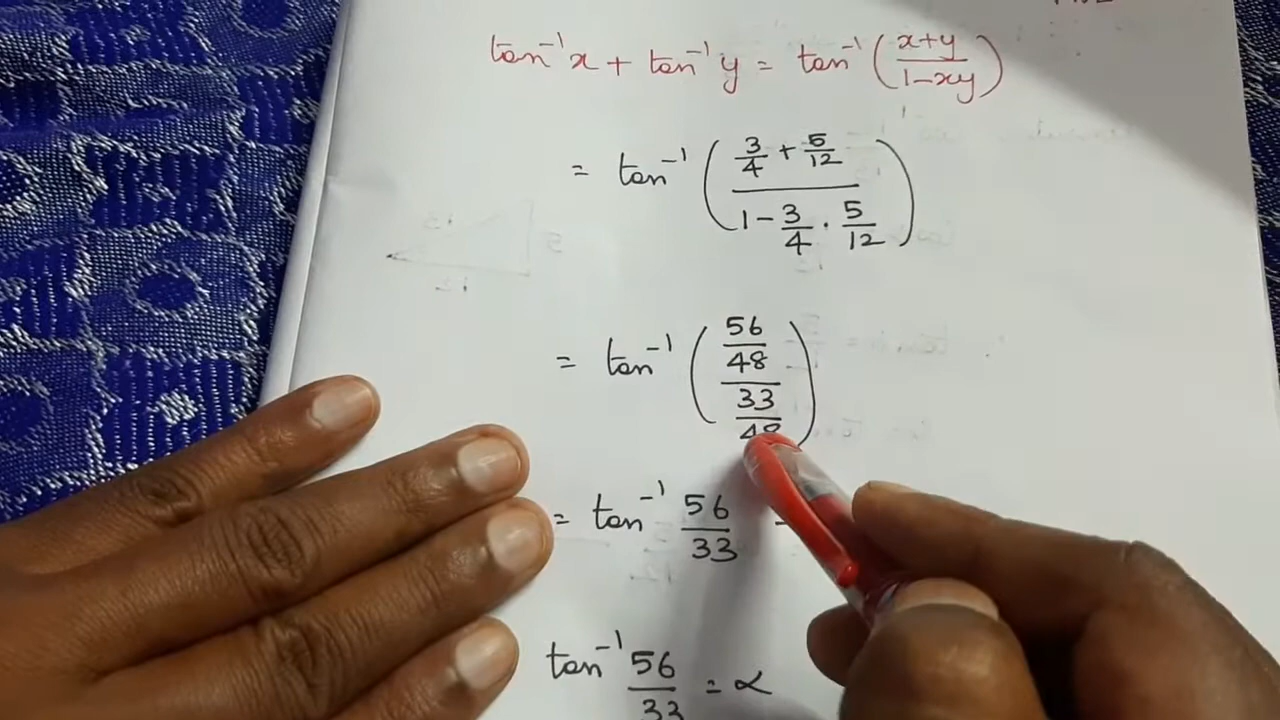 tan⁻¹x + tan⁻¹y = tan⁻¹((x+y)/(1-xy))
= tan⁻¹((3/4 + 5/12)/(1 - 3/4 · 5/12))
= tan⁻¹((56/48)/(33/48))
= tan⁻¹ 56/33
tan⁻¹ 56/33 = α